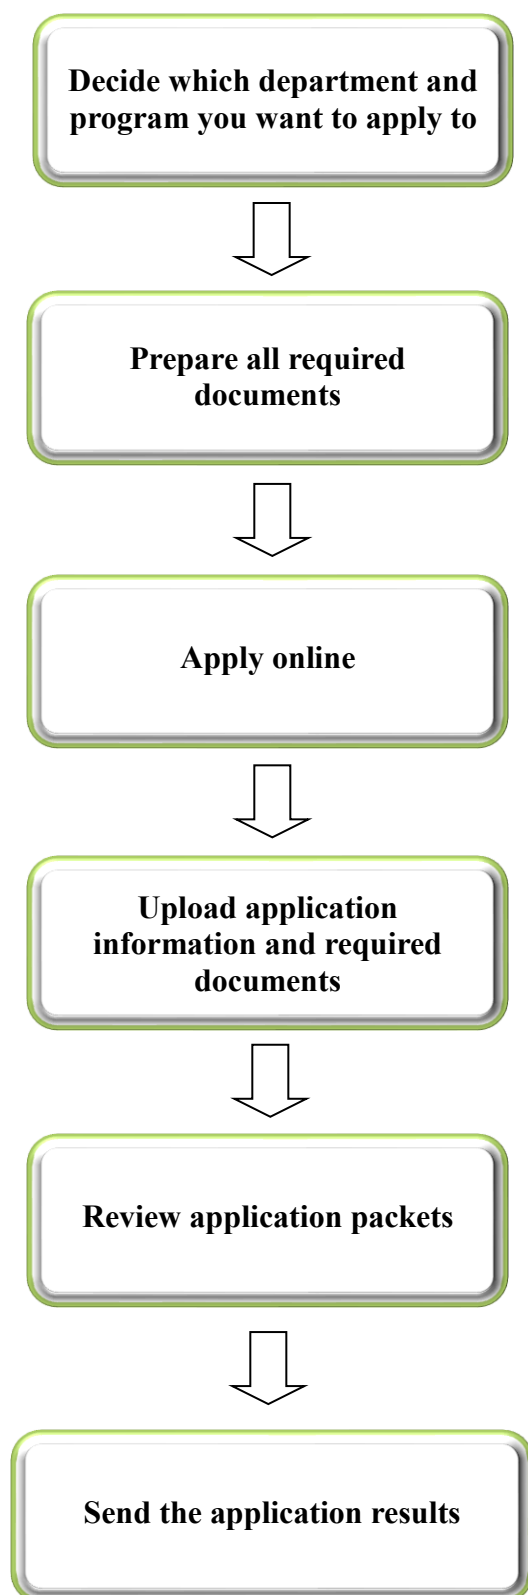 Decide which department and
program you want to apply to
Prepare all required
documents
Apply online
Upload application
information and required
documents
Review application packets
Send the application results